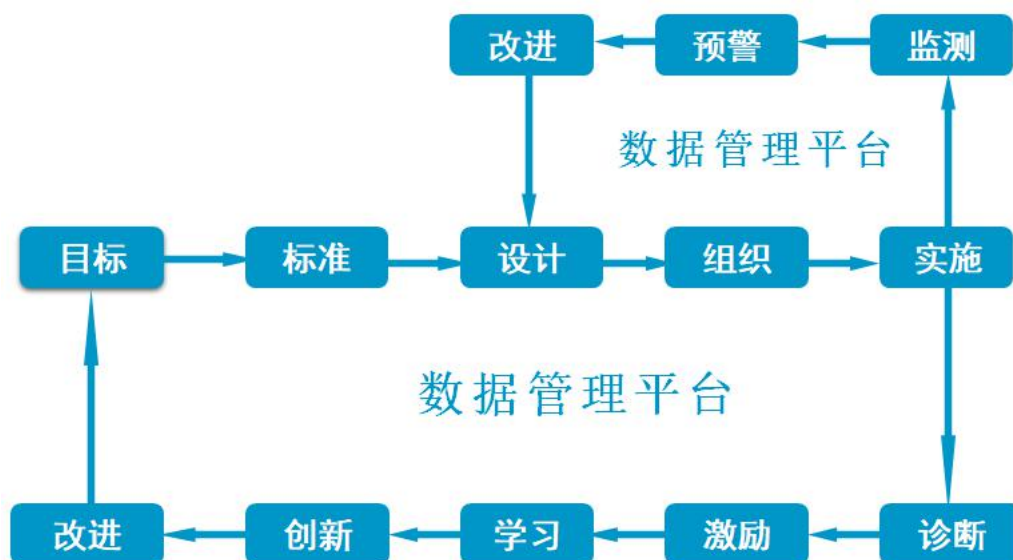 改进 预警 监测
数据管理平台
目标 标准 设计 组织 实施
数据管理平台
改进 创新 学习 激励 诊断